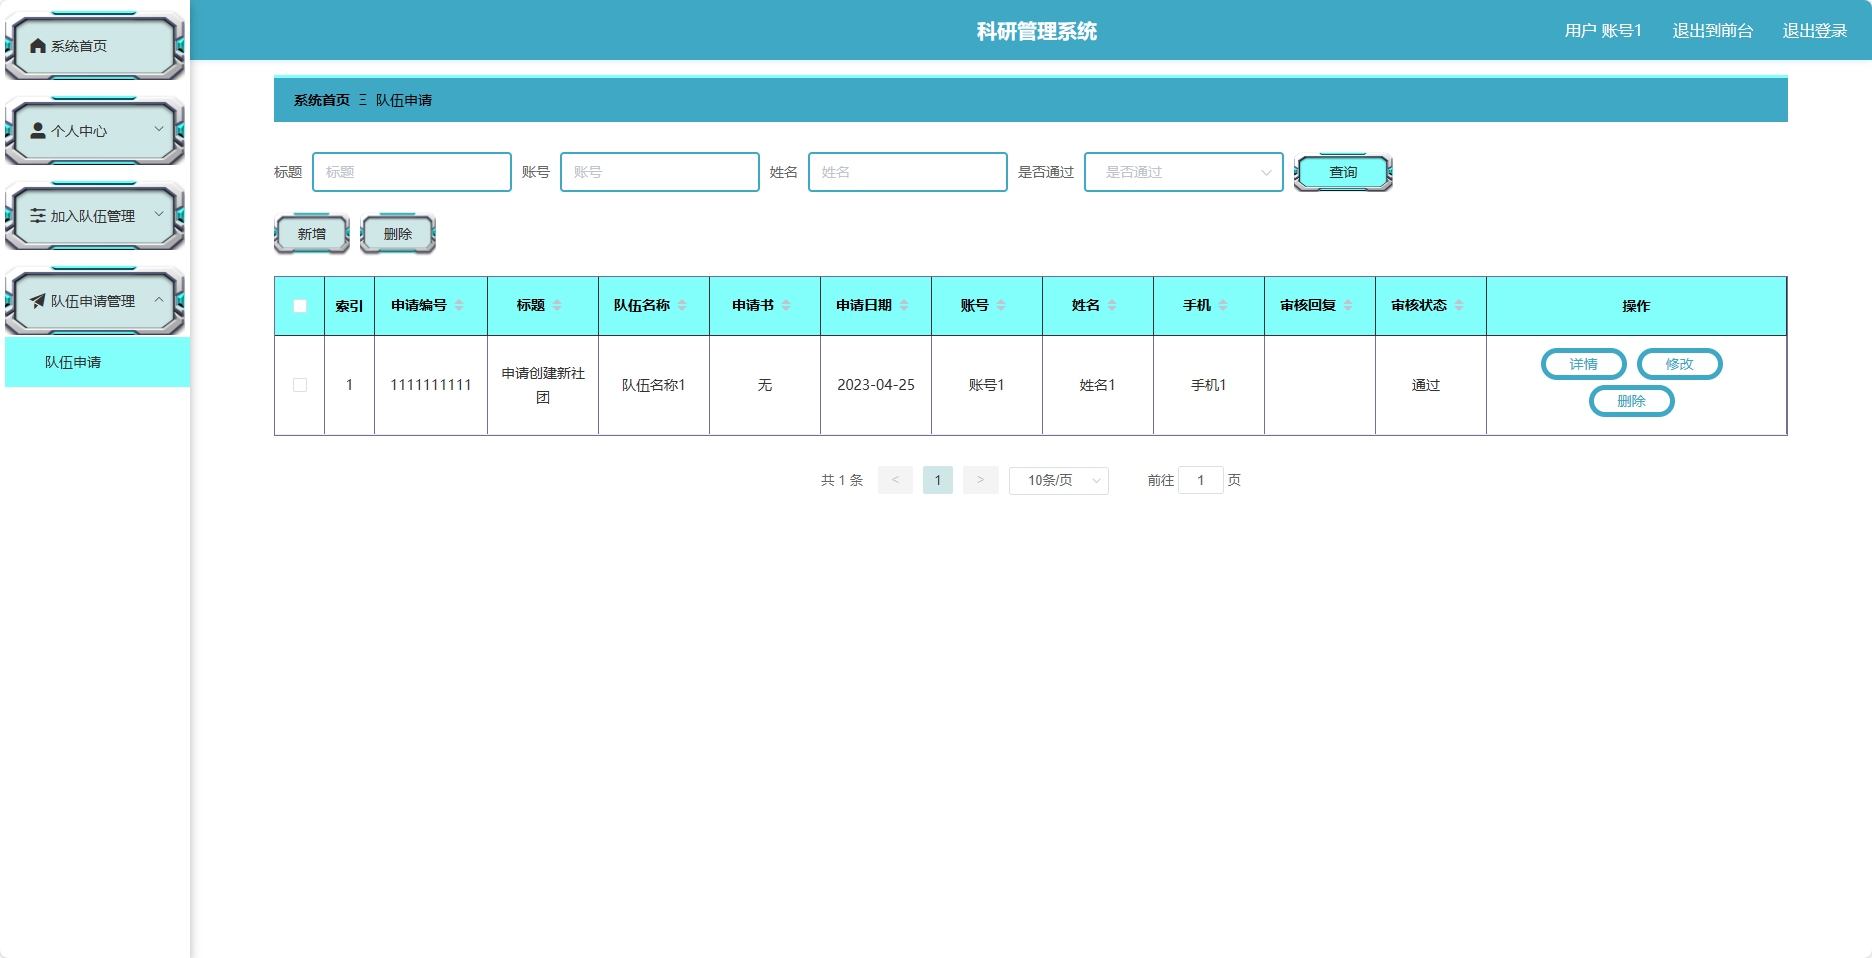 科研管理系统
用户 账号1 退出到前台 退出登录
系统首页
个人中心
加入队伍管理
队伍申请管理
队伍申请
系统首页 Ξ 队伍申请
标题 标题 账号 账号 姓名 姓名 是否通过 是否通过 查询
新增 删除
索引 申请编号 标题 队伍名称 申请书 申请日期 账号 姓名 手机 审核回复 审核状态 操作
1 1111111111 申请创建新社团 队伍名称1 无 2023-04-25 账号1 姓名1 手机1 通过 详情 修改
删除
共 1 条 < 1 > 10条/页 前往 1 页